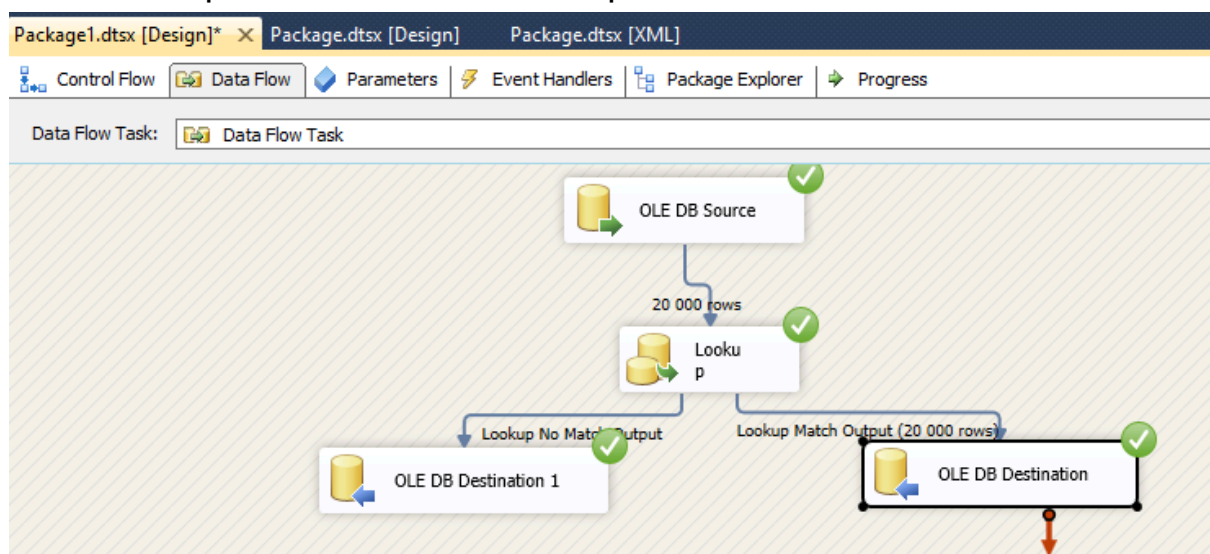 Package1.dtsx [Design]* Package.dtsx [Design] Package.dtsx [XML]
Control Flow Data Flow Parameters Event Handlers Package Explorer Progress
Data Flow Task: Data Flow Task
OLE DB Source
20 000 rows
Looku
p
Lookup No Match Output Lookup Match Output (20 000 rows)
OLE DB Destination 1 OLE DB Destination